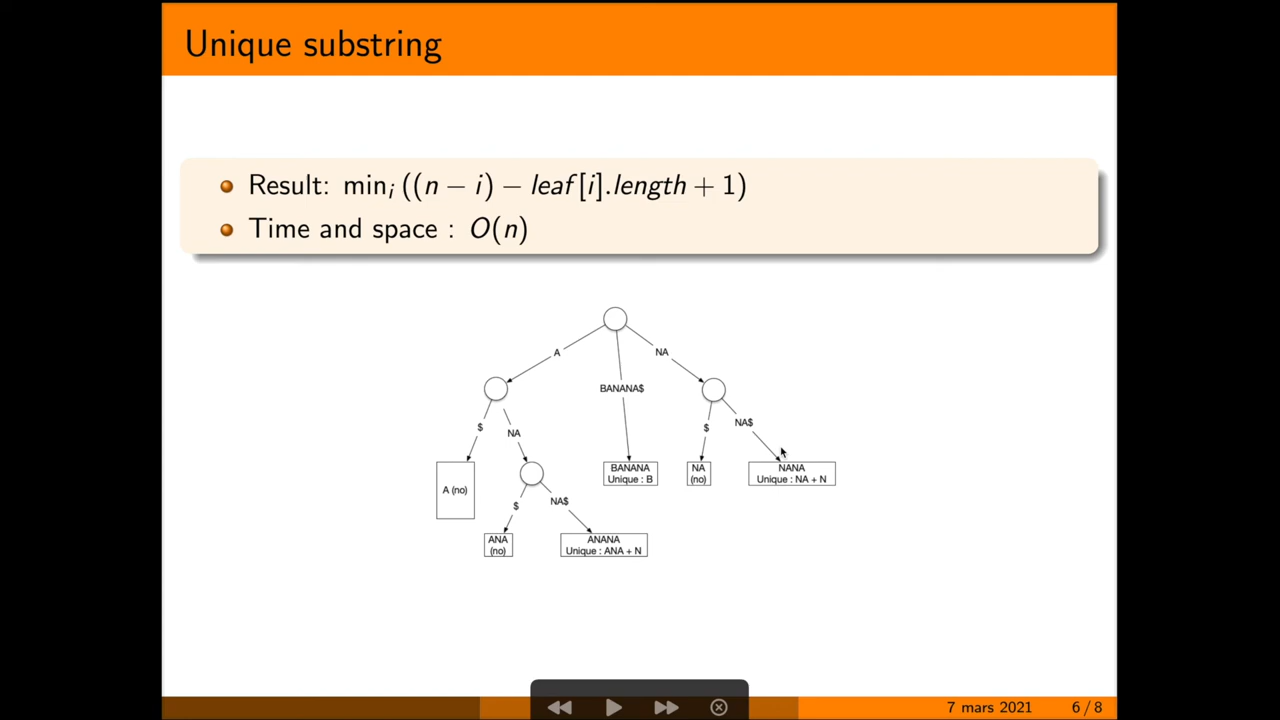 Unique substring
Result: minᵢ ((n − i) − leaf[i].length + 1)
Time and space : O(n)
A
NA
BANANA$
$
NA
$
NA$
A (no)
BANANA
Unique : B
NA
(no)
NANA
Unique : NA + N
$
NA$
ANA
(no)
ANANA
Unique : ANA + N
7 mars 2021
6 / 8